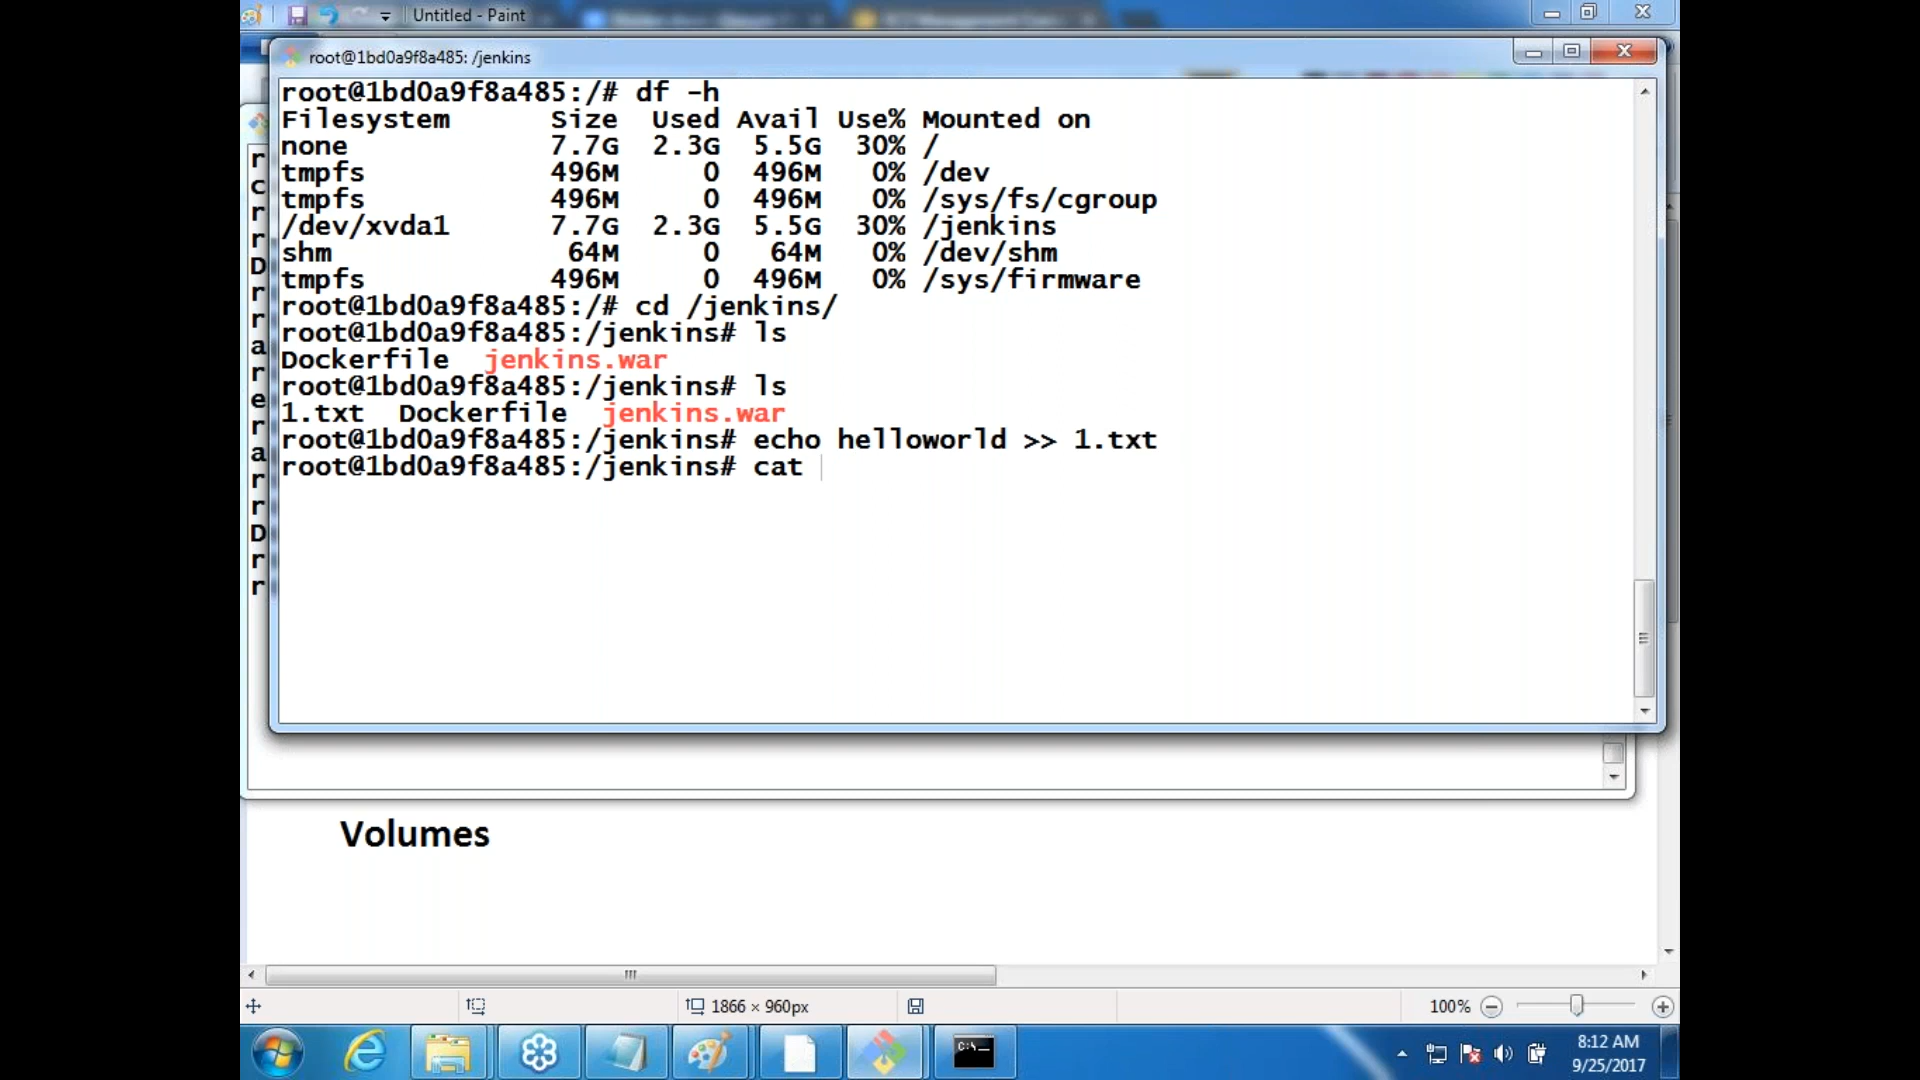 Untitled - Paint
root@1bd0a9f8a485: /jenkins
root@1bd0a9f8a485:/# df -h
Filesystem Size Used Avail Use% Mounted on
none 7.7G 2.3G 5.5G 30% /
tmpfs 496M 0 496M 0% /dev
tmpfs 496M 0 496M 0% /sys/fs/cgroup
/dev/xvda1 7.7G 2.3G 5.5G 30% /jenkins
shm 64M 0 64M 0% /dev/shm
tmpfs 496M 0 496M 0% /sys/firmware
root@1bd0a9f8a485:/# cd /jenkins/
root@1bd0a9f8a485:/jenkins# ls
Dockerfile jenkins.war
root@1bd0a9f8a485:/jenkins# ls
1.txt Dockerfile jenkins.war
root@1bd0a9f8a485:/jenkins# echo helloworld >> 1.txt
root@1bd0a9f8a485:/jenkins# cat
Volumes
1866 × 960px
100%
C:\
8:12 AM
9/25/2017